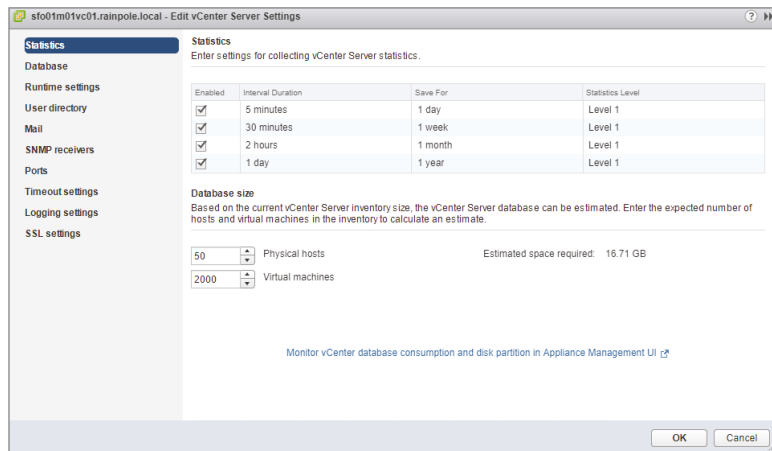 sfo01m01vc01.rainpole.local - Edit vCenter Server Settings
Statistics
Database
Runtime settings
User directory
Mail
SNMP receivers
Ports
Timeout settings
Logging settings
SSL settings
Statistics
Enter settings for collecting vCenter Server statistics.
Enabled Interval Duration Save For Statistics Level
5 minutes 1 day Level 1
30 minutes 1 week Level 1
2 hours 1 month Level 1
1 day 1 year Level 1
Database size
Based on the current vCenter Server inventory size, the vCenter Server database can be estimated. Enter the expected number of
hosts and virtual machines in the inventory to calculate an estimate.
50 Physical hosts Estimated space required: 16.71 GB
2000 Virtual machines
Monitor vCenter database consumption and disk partition in Appliance Management UI
OK Cancel